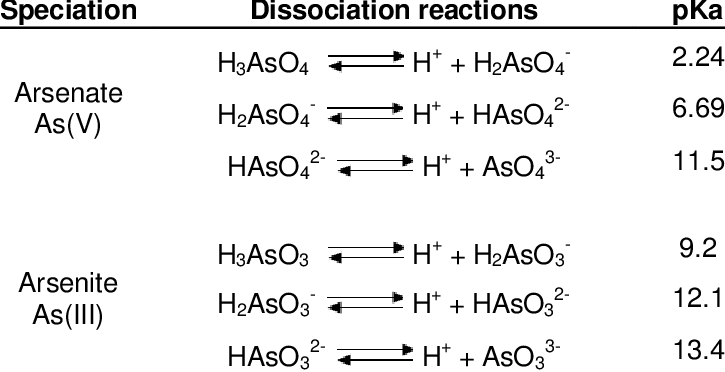 Speciation Dissociation reactions pKa
H₃AsO₄ ⇌ H⁺ + H₂AsO₄⁻ 2.24
Arsenate
As(V)
H₂AsO₄⁻ ⇌ H⁺ + HAsO₄²⁻ 6.69
HAsO₄²⁻ ⇌ H⁺ + AsO₄³⁻ 11.5
H₃AsO₃ ⇌ H⁺ + H₂AsO₃⁻ 9.2
Arsenite
As(III)
H₂AsO₃⁻ ⇌ H⁺ + HAsO₃²⁻ 12.1
HAsO₃²⁻ ⇌ H⁺ + AsO₃³⁻ 13.4